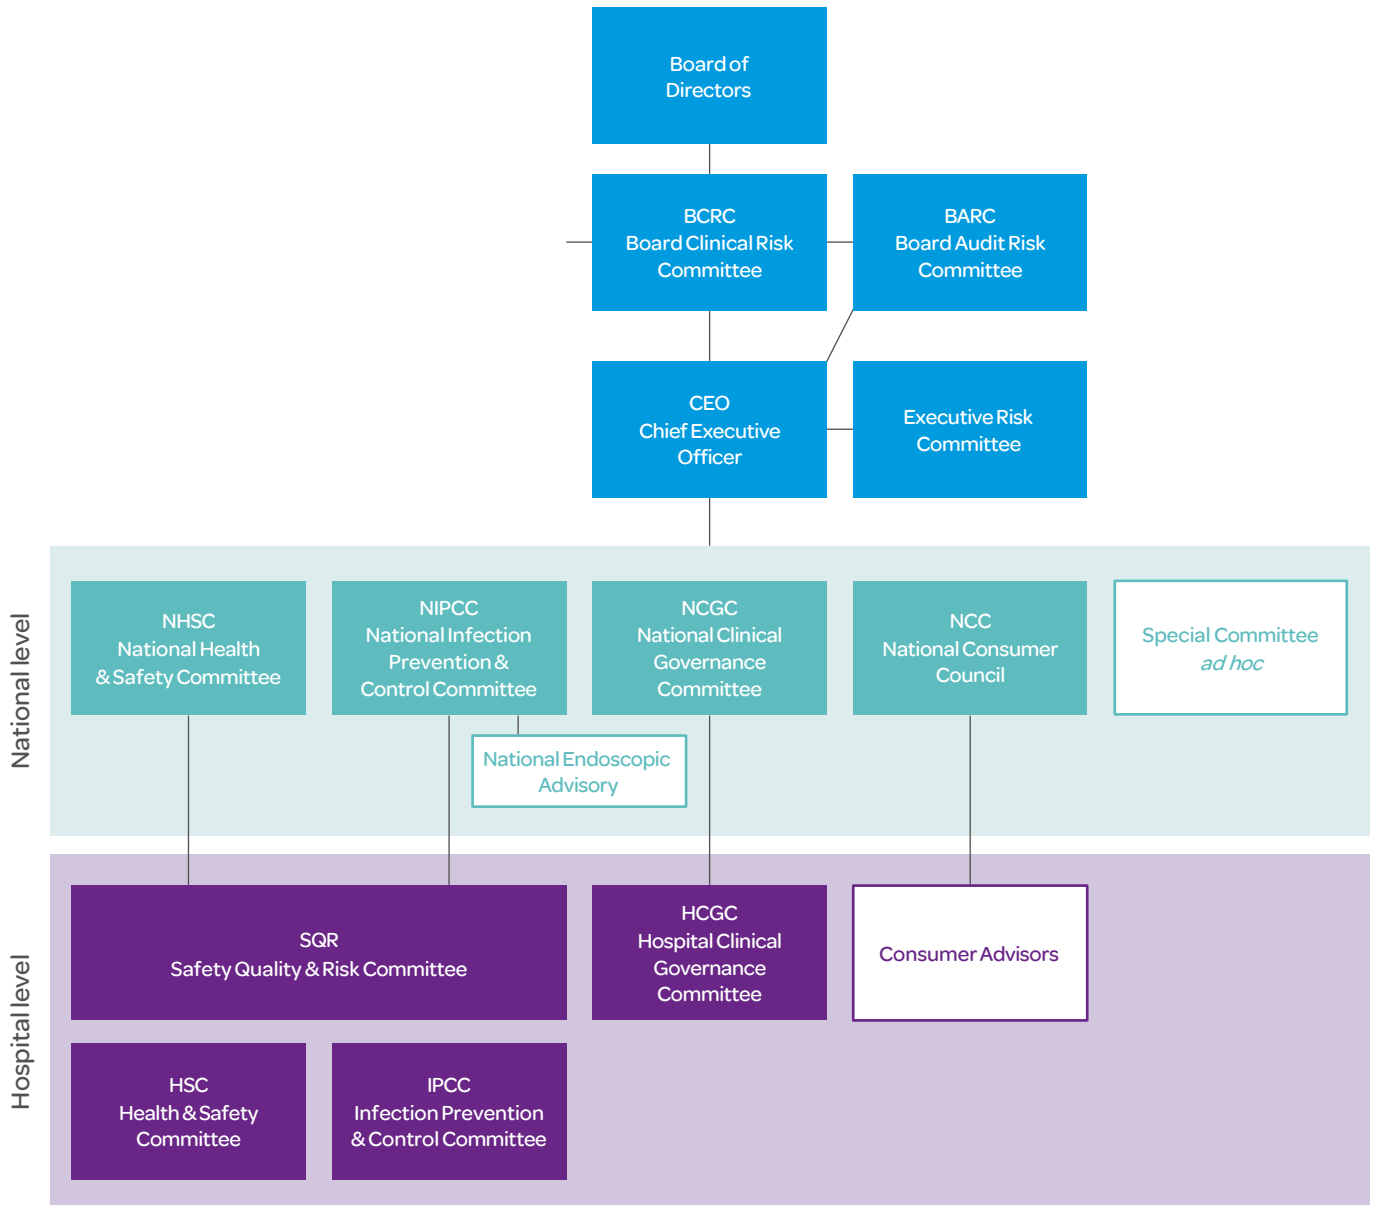 Board of
Directors
BCRC
Board Clinical Risk
Committee
BARC
Board Audit Risk
Committee
CEO
Chief Executive
Officer
Executive Risk
Committee
National level
NHSC
National Health
& Safety Committee
NIPCC
National Infection
Prevention &
Control Committee
NCGC
National Clinical
Governance
Committee
NCC
National Consumer
Council
Special Committee
ad hoc
National Endoscopic
Advisory
Hospital level
SQR
Safety Quality & Risk Committee
HCGC
Hospital Clinical
Governance
Committee
Consumer Advisors
HSC
Health & Safety
Committee
IPCC
Infection Prevention
& Control Committee